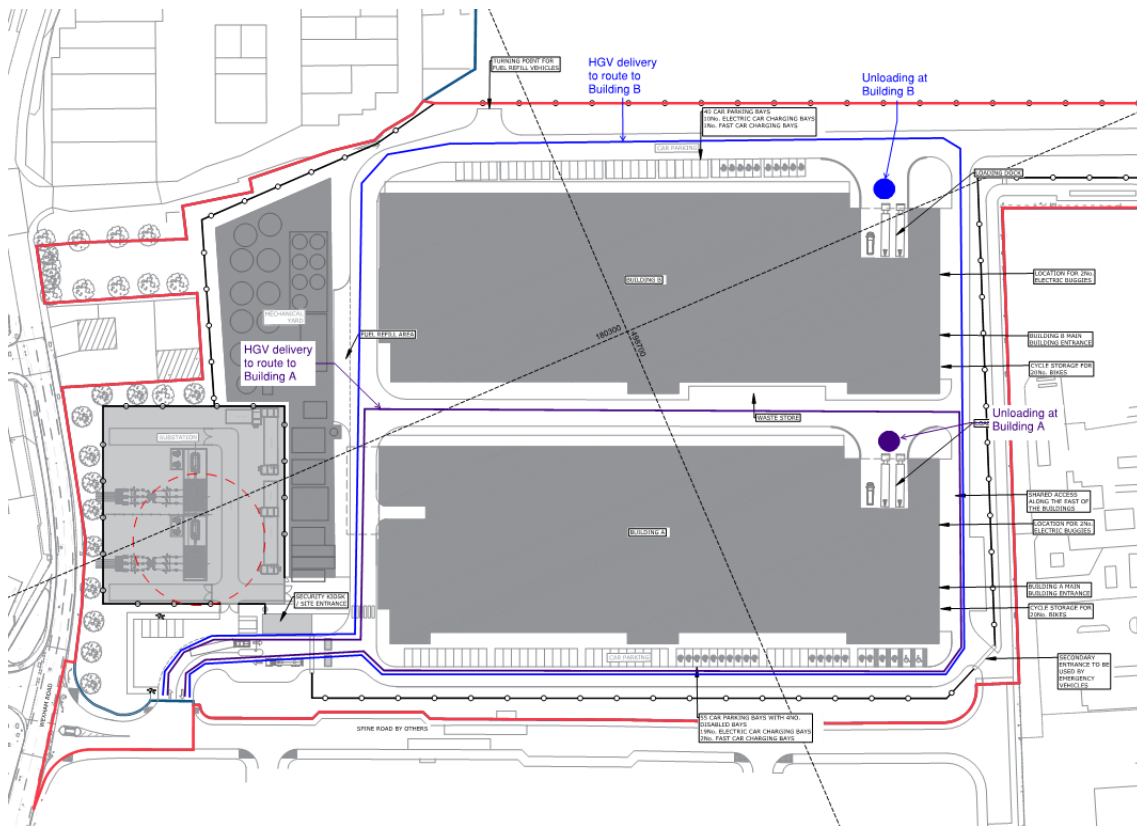 TURNING POINT FOR
FUEL REFILL VEHICLES
HGV delivery
to route to
Building B
Unloading at
Building B
40 CAR PARKING BAYS
10No. ELECTRIC CAR CHARGING BAYS
1No. FAST CAR CHARGING BAYS
CAR PARKING
LOADING DOCK
BUILDING B
LOCATION FOR 2No.
ELECTRIC BUGGIES
MECHANICAL
YARD
FUEL REFILL AREA
180300
498700
BUILDING B MAIN
BUILDING ENTRANCE
HGV delivery
to route to
Building A
CYCLE STORAGE FOR
20No. BIKES
WASTE STORE
Unloading at
Building A
SUBSTATION
SHARED ACCESS
ALONG THE EAST OF
THE BUILDINGS
LOCATION FOR 2No.
ELECTRIC BUGGIES
BUILDING A
BUILDING A MAIN
BUILDING ENTRANCE
SECURITY KIOSK
/ SITE ENTRANCE
CYCLE STORAGE FOR
20No. BIKES
CAR PARKING
SECONDARY
ENTRANCE TO BE
USED BY
EMERGENCY
VEHICLES
WEXHAM ROAD
55 CAR PARKING BAYS WITH 4NO.
DISABLED BAYS
19No. ELECTRIC CAR CHARGING BAYS
2No. FAST CAR CHARGING BAYS
SPINE ROAD BY OTHERS